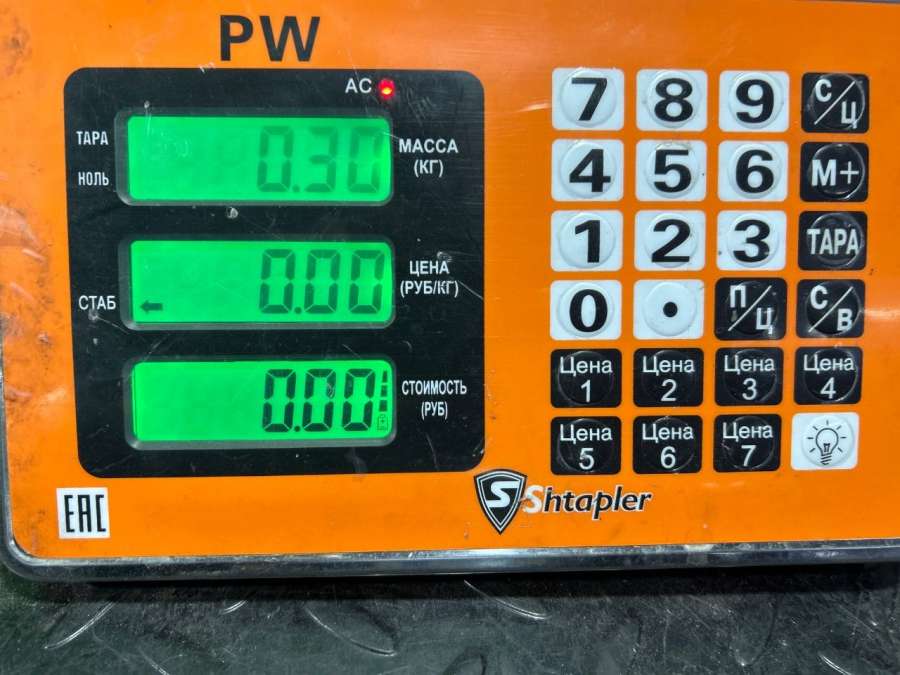 PW
AC
ТАРА
НОЛЬ
0.30
МАССА
(КГ)
СТАБ
0.00
ЦЕНА
(РУБ/КГ)
0.00
СТОИМОСТЬ
(РУБ)
7 8 9 С/Ц
4 5 6 М+
1 2 3 ТАРА
0 . П/Ц С/В
Цена 1 Цена 2 Цена 3 Цена 4
Цена 5 Цена 6 Цена 7
EAC
S Shtapler